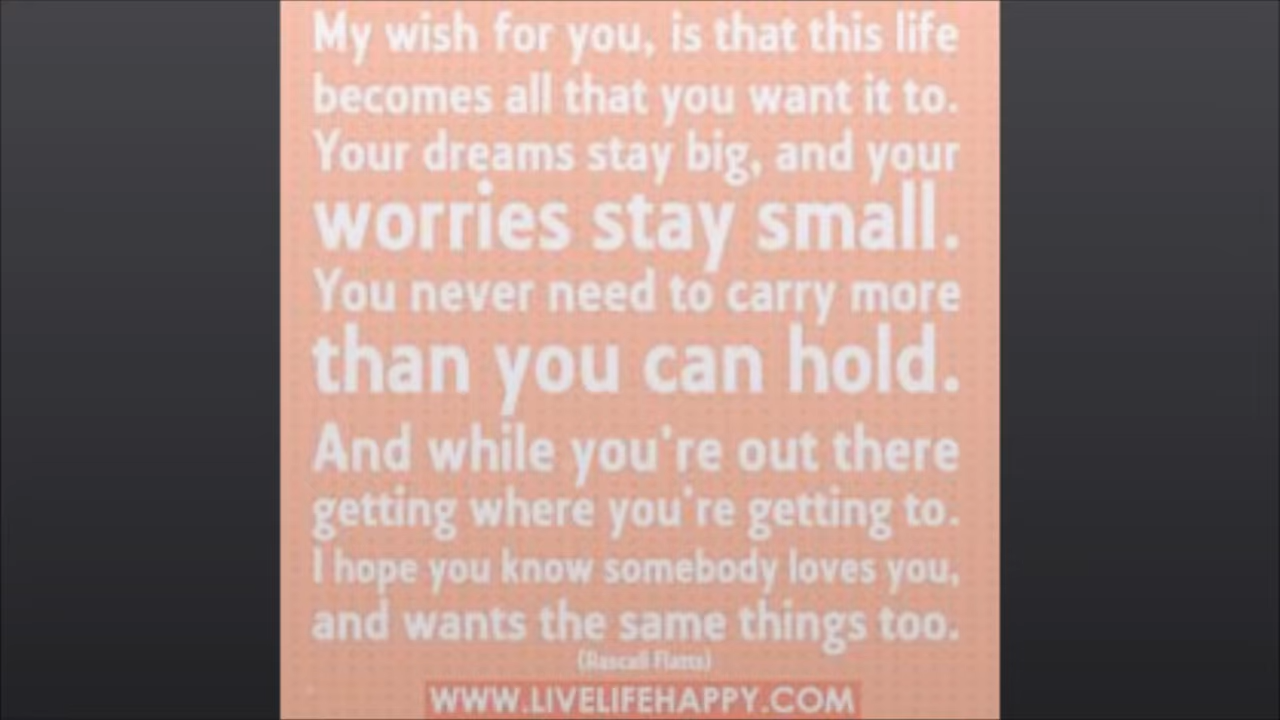 My wish for you, is that this life
becomes all that you want it to.
Your dreams stay big, and your
worries stay small.
You never need to carry more
than you can hold.
And while you're out there
getting where you're getting to.
I hope you know somebody loves you,
and wants the same things too.
(Rascall Flatts)
WWW.LIVELIFEHAPPY.COM